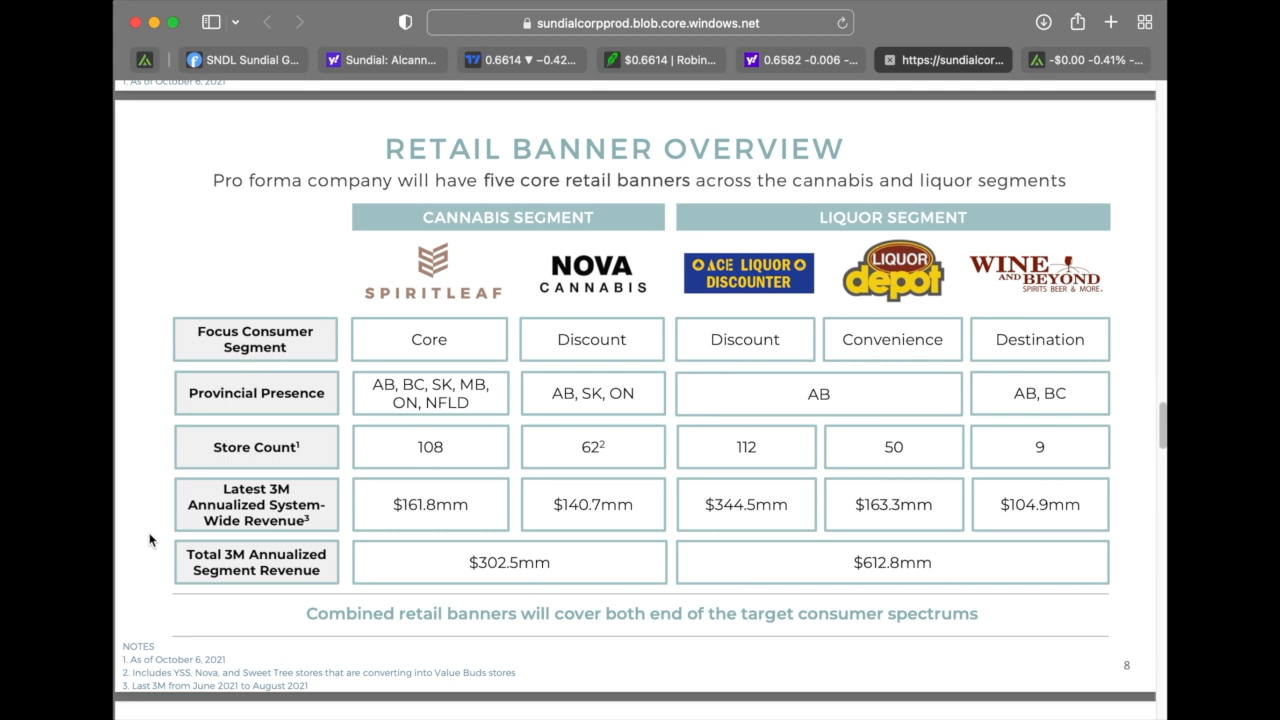 sundialcorpprod.blob.core.windows.net
SNDL Sundial G...
Sundial: Alcann...
0.6614 ▼ −0.42...
$0.6614 | Robin...
0.6582 -0.006 -...
https://sundialcor...
-$0.00 -0.41% -...
1. As of October 6, 2021
RETAIL BANNER OVERVIEW
Pro forma company will have five core retail banners across the cannabis and liquor segments
CANNABIS SEGMENT
LIQUOR SEGMENT
SPIRITLEAF
NOVA
CANNABIS
ACE LIQUOR
DISCOUNTER
LIQUOR
depot
WINE
AND BEYOND
SPIRITS BEER & MORE.
Focus Consumer
Segment
Core
Discount
Discount
Convenience
Destination
Provincial Presence
AB, BC, SK, MB,
ON, NFLD
AB, SK, ON
AB
AB, BC
Store Count¹
108
62²
112
50
9
Latest 3M
Annualized System-
Wide Revenue³
$161.8mm
$140.7mm
$344.5mm
$163.3mm
$104.9mm
Total 3M Annualized
Segment Revenue
$302.5mm
$612.8mm
Combined retail banners will cover both end of the target consumer spectrums
NOTES
1. As of October 6, 2021
2. Includes YSS, Nova, and Sweet Tree stores that are converting into Value Buds stores
3. Last 3M from June 2021 to August 2021
8